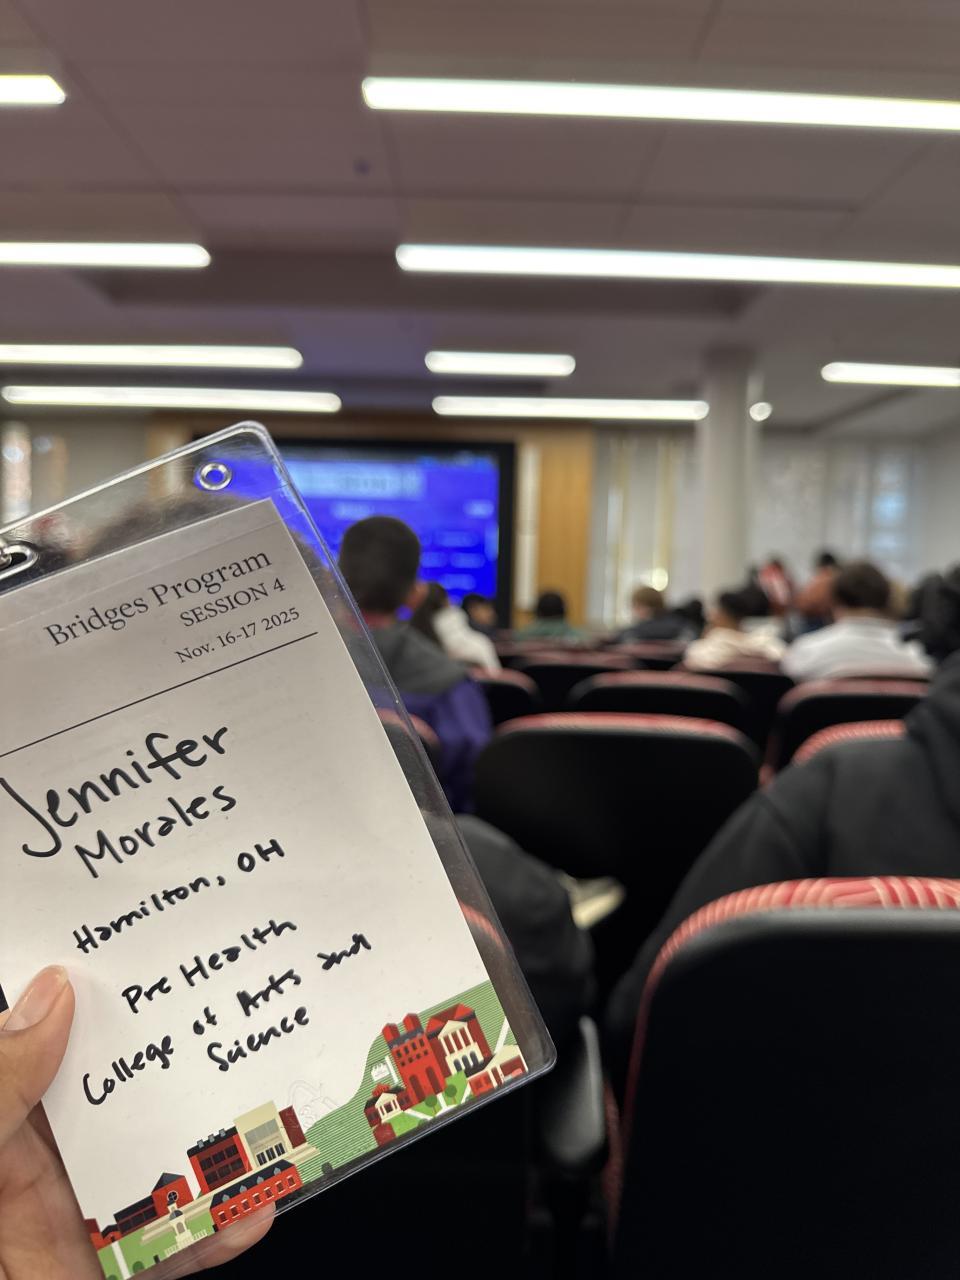 Bridges Program
SESSION 4
Nov. 16-17 2025
Jennifer
Morales
Hamilton, OH
Pre Health
College of Arts and
Science